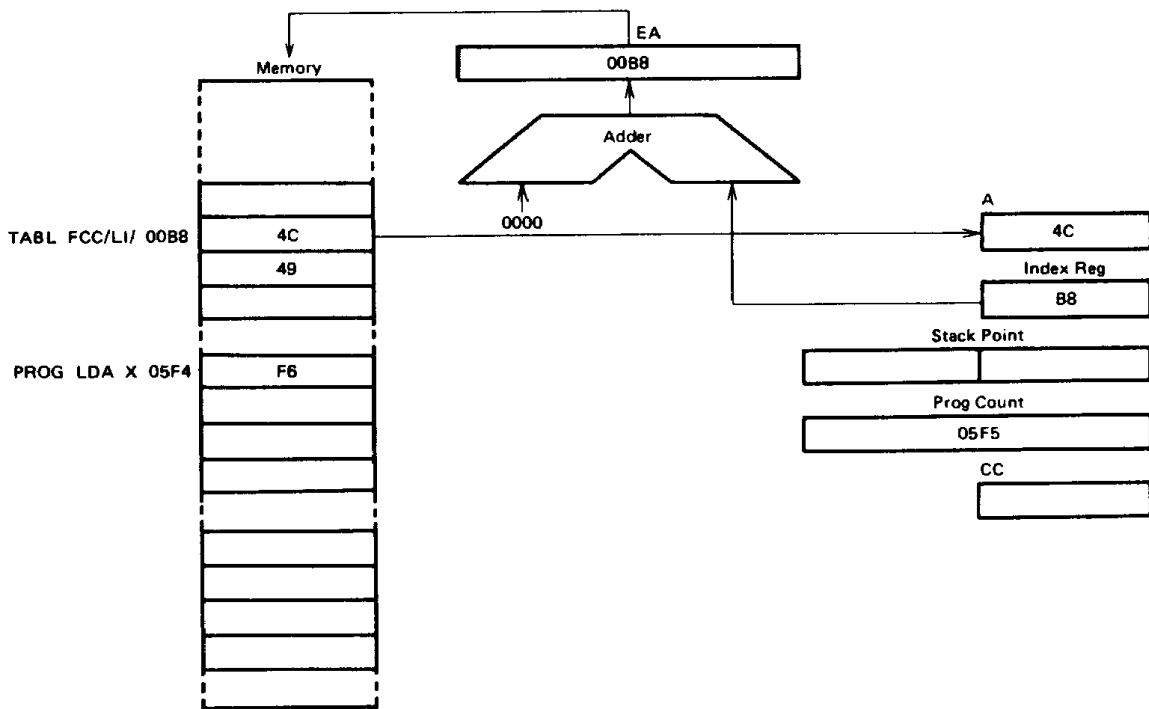 EA
00B8
Memory
Adder
0000
A
TABL FCC/LI/ 00B8
4C
4C
49
Index Reg
B8
Stack Point
PROG LDA X 05F4
F6
Prog Count
05F5
CC